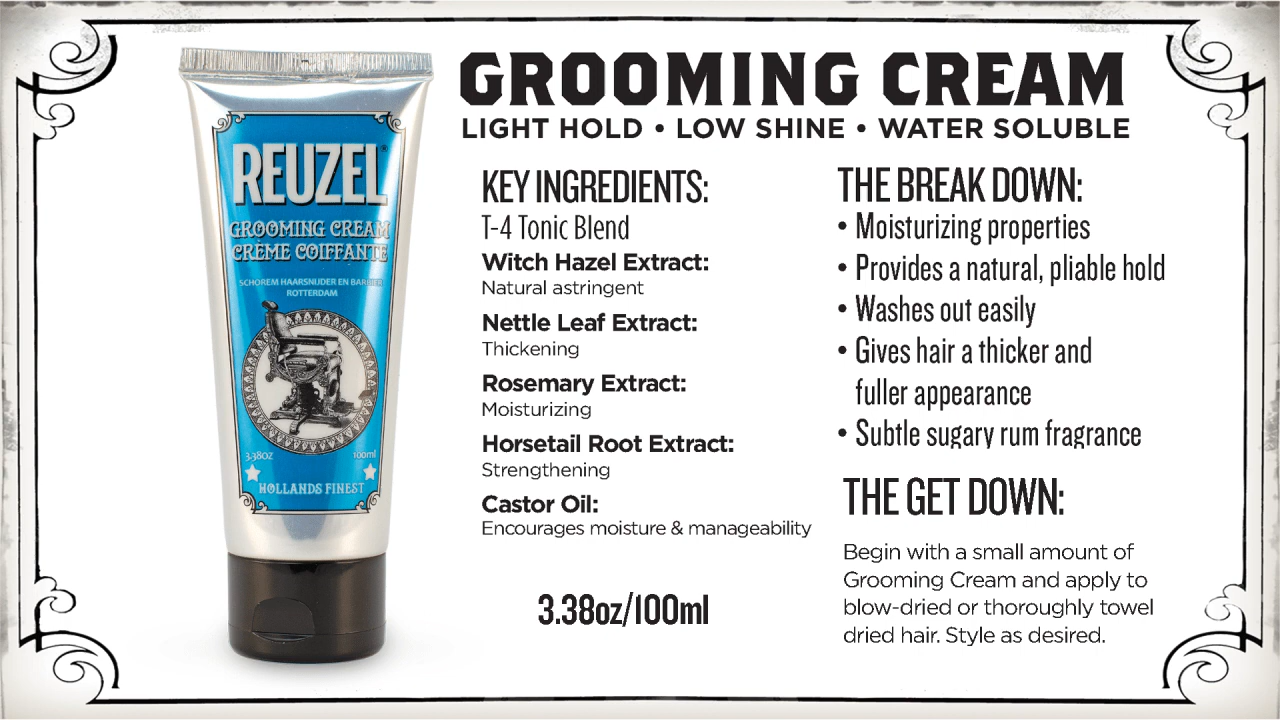 REUZEL®
GROOMING CREAM
CRÈME COIFFANTE
SCHOREM HAARSNIJDER EN BARBIER
ROTTERDAM
3.38oz 100ml
HOLLANDS FINEST
GROOMING CREAM
LIGHT HOLD • LOW SHINE • WATER SOLUBLE
KEY INGREDIENTS:
T-4 Tonic Blend
Witch Hazel Extract:
Natural astringent
Nettle Leaf Extract:
Thickening
Rosemary Extract:
Moisturizing
Horsetail Root Extract:
Strengthening
Castor Oil:
Encourages moisture & manageability
3.38oz/100ml
THE BREAK DOWN:
• Moisturizing properties
• Provides a natural, pliable hold
• Washes out easily
• Gives hair a thicker and
fuller appearance
• Subtle sugary rum fragrance
THE GET DOWN:
Begin with a small amount of
Grooming Cream and apply to
blow-dried or thoroughly towel
dried hair. Style as desired.